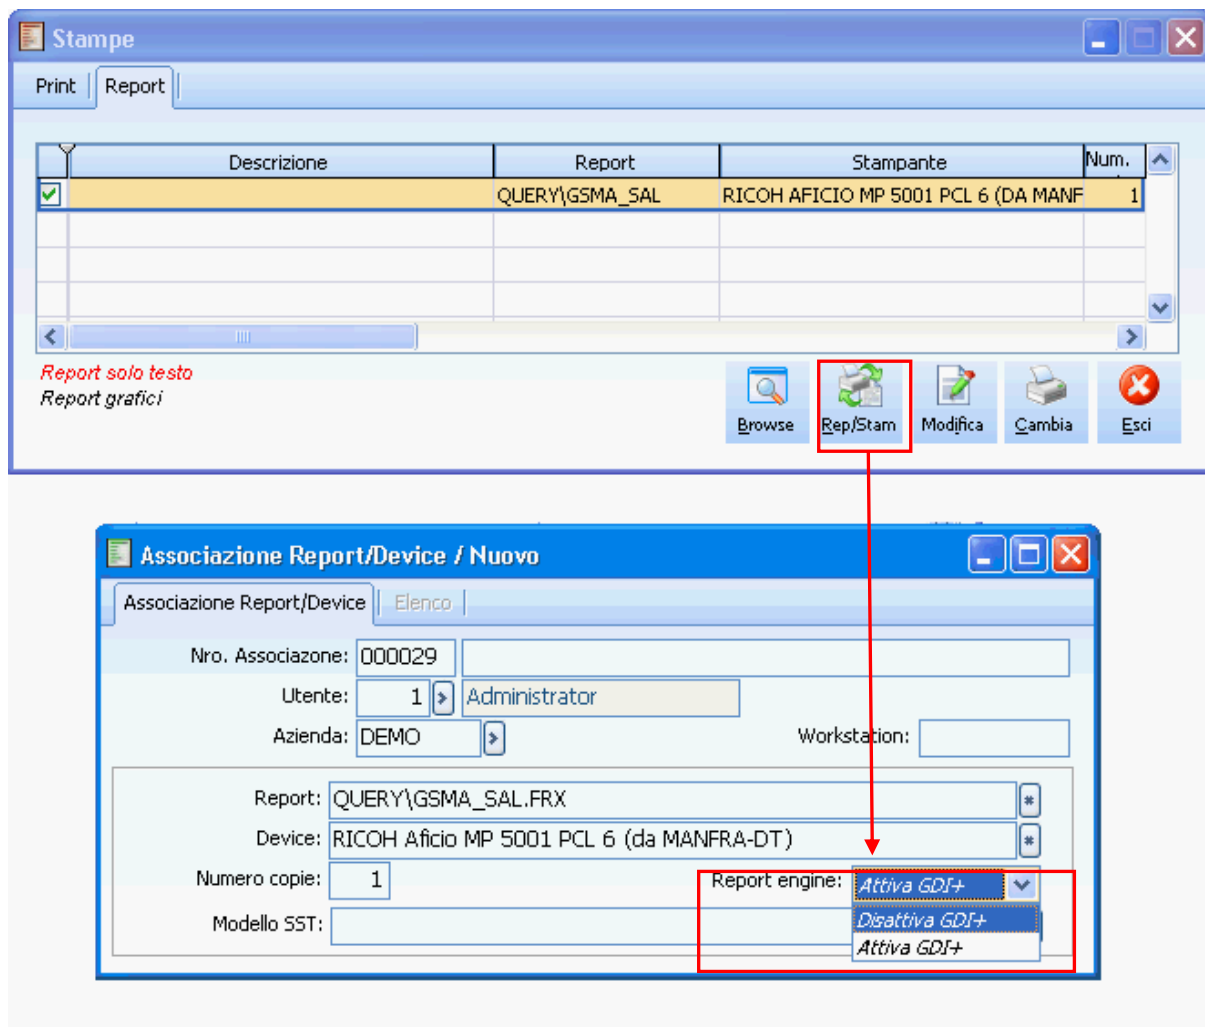 Stampe
Print Report
Descrizione Report Stampante Num.
QUERY\GSMA_SAL RICOH AFICIO MP 5001 PCL 6 (DA MANF 1
Report solo testo
Report grafici
Browse Rep/Stam Modifica Cambia Esci
Associazione Report/Device / Nuovo
Associazione Report/Device Elenco
Nro. Associazone: 000029
Utente: 1 Administrator
Azienda: DEMO Workstation:
Report: QUERY\GSMA_SAL.FRX
Device: RICOH Aficio MP 5001 PCL 6 (da MANFRA-DT)
Numero copie: 1 Report engine: Attiva GDI+
Modello SST: Disattiva GDI+
Attiva GDI+